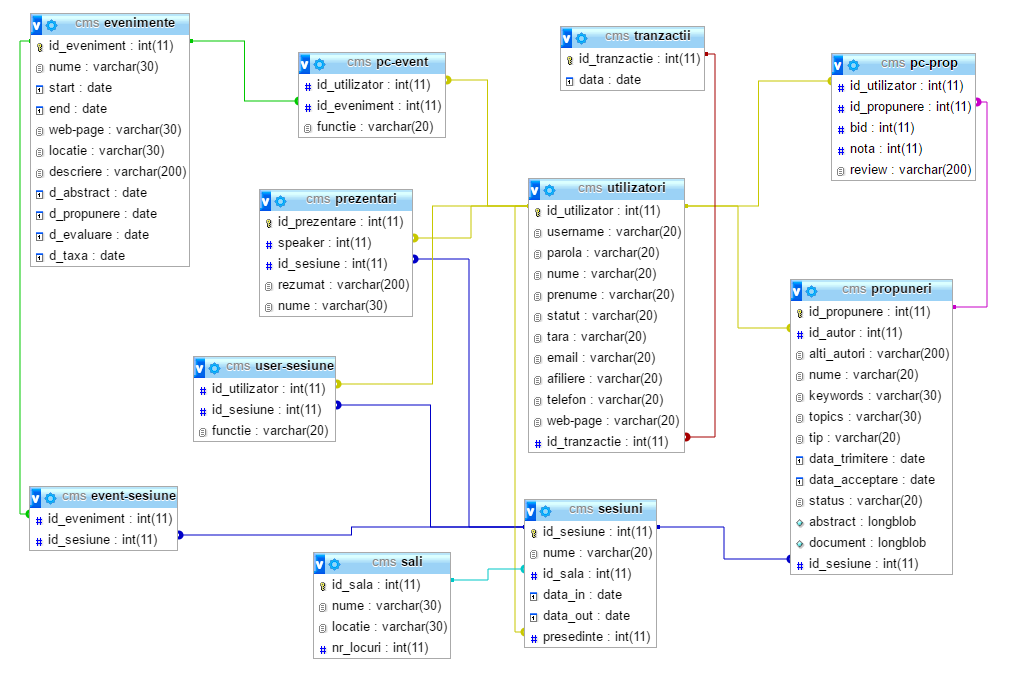 v cms evenimente
id_eveniment : int(11)
nume : varchar(30)
start : date
end : date
web-page : varchar(30)
locatie : varchar(30)
descriere : varchar(200)
d_abstract : date
d_propunere : date
d_evaluare : date
d_taxa : date
v cms pc-event
# id_utilizator : int(11)
# id_eveniment : int(11)
functie : varchar(20)
v cms tranzactii
id_tranzactie : int(11)
data : date
v cms pc-prop
# id_utilizator : int(11)
# id_propunere : int(11)
# bid : int(11)
# nota : int(11)
review : varchar(200)
v cms prezentari
id_prezentare : int(11)
# speaker : int(11)
# id_sesiune : int(11)
rezumat : varchar(200)
nume : varchar(30)
v cms utilizatori
id_utilizator : int(11)
username : varchar(20)
parola : varchar(20)
nume : varchar(20)
prenume : varchar(20)
statut : varchar(20)
tara : varchar(20)
email : varchar(20)
afiliere : varchar(20)
telefon : varchar(20)
web-page : varchar(20)
# id_tranzactie : int(11)
v cms propuneri
id_propunere : int(11)
# id_autor : int(11)
alti_autori : varchar(200)
nume : varchar(20)
keywords : varchar(30)
topics : varchar(30)
tip : varchar(20)
data_trimitere : date
data_acceptare : date
status : varchar(20)
abstract : longblob
document : longblob
# id_sesiune : int(11)
v cms user-sesiune
# id_utilizator : int(11)
# id_sesiune : int(11)
functie : varchar(20)
v cms event-sesiune
# id_eveniment : int(11)
# id_sesiune : int(11)
v cms sali
id_sala : int(11)
nume : varchar(30)
locatie : varchar(30)
# nr_locuri : int(11)
v cms sesiuni
id_sesiune : int(11)
nume : varchar(20)
# id_sala : int(11)
data_in : date
data_out : date
# presedinte : int(11)